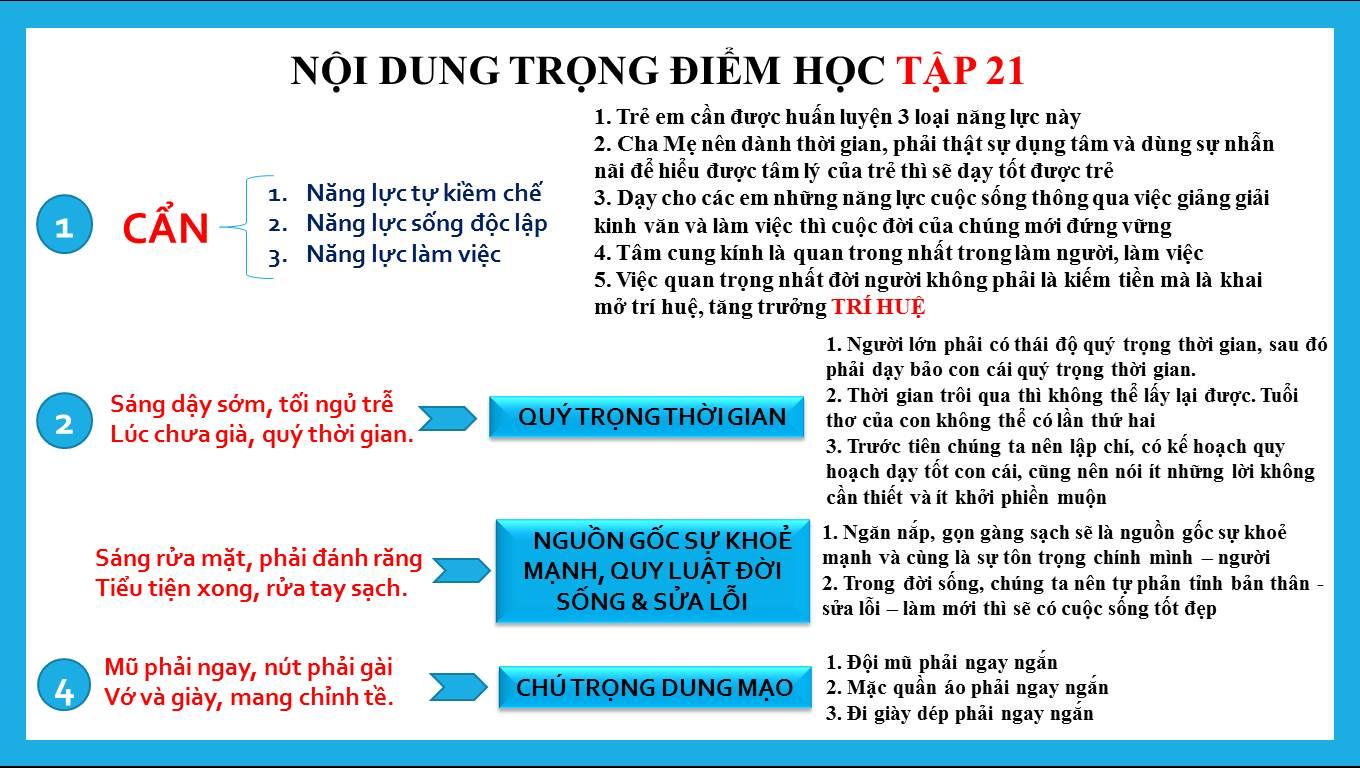 NỘI DUNG TRỌNG ĐIỂM HỌC TẬP 21
1
CẨN
1. Năng lực tự kiềm chế
2. Năng lực sống độc lập
3. Năng lực làm việc
1. Trẻ em cần được huấn luyện 3 loại năng lực này
2. Cha Mẹ nên dành thời gian, phải thật sự dụng tâm và dùng sự nhẫn
nãi để hiểu được tâm lý của trẻ thì sẽ dạy tốt được trẻ
3. Dạy cho các em những năng lực cuộc sống thông qua việc giảng giải
kinh văn và làm việc thì cuộc đời của chúng mới đứng vững
4. Tâm cung kính là quan trong nhất trong làm người, làm việc
5. Việc quan trọng nhất đời người không phải là kiếm tiền mà là khai
mở trí huệ, tăng trưởng TRÍ HUỆ
2
Sáng dậy sớm, tối ngủ trễ
Lúc chưa già, quý thời gian.
QUÝ TRỌNG THỜI GIAN
1. Người lớn phải có thái độ quý trọng thời gian, sau đó
phải dạy bảo con cái quý trọng thời gian.
2. Thời gian trôi qua thì không thể lấy lại được. Tuổi
thơ của con không thể có lần thứ hai
3. Trước tiên chúng ta nên lập chí, có kế hoạch quy
hoạch dạy tốt con cái, cũng nên nói ít những lời không
cần thiết và ít khởi phiền muộn
Sáng rửa mặt, phải đánh răng
Tiểu tiện xong, rửa tay sạch.
NGUỒN GỐC SỰ KHOẺ
MẠNH, QUY LUẬT ĐỜI
SỐNG & SỬA LỖI
1. Ngăn nắp, gọn gàng sạch sẽ là nguồn gốc sự khoẻ
mạnh và cùng là sự tôn trọng chính mình – người
2. Trong đời sống, chúng ta nên tự phản tỉnh bản thân -
sửa lỗi – làm mới thì sẽ có cuộc sống tốt đẹp
4
Mũ phải ngay, nút phải gài
Vớ và giày, mang chỉnh tề.
CHÚ TRỌNG DUNG MẠO
1. Đội mũ phải ngay ngắn
2. Mặc quần áo phải ngay ngắn
3. Đi giày dép phải ngay ngắn